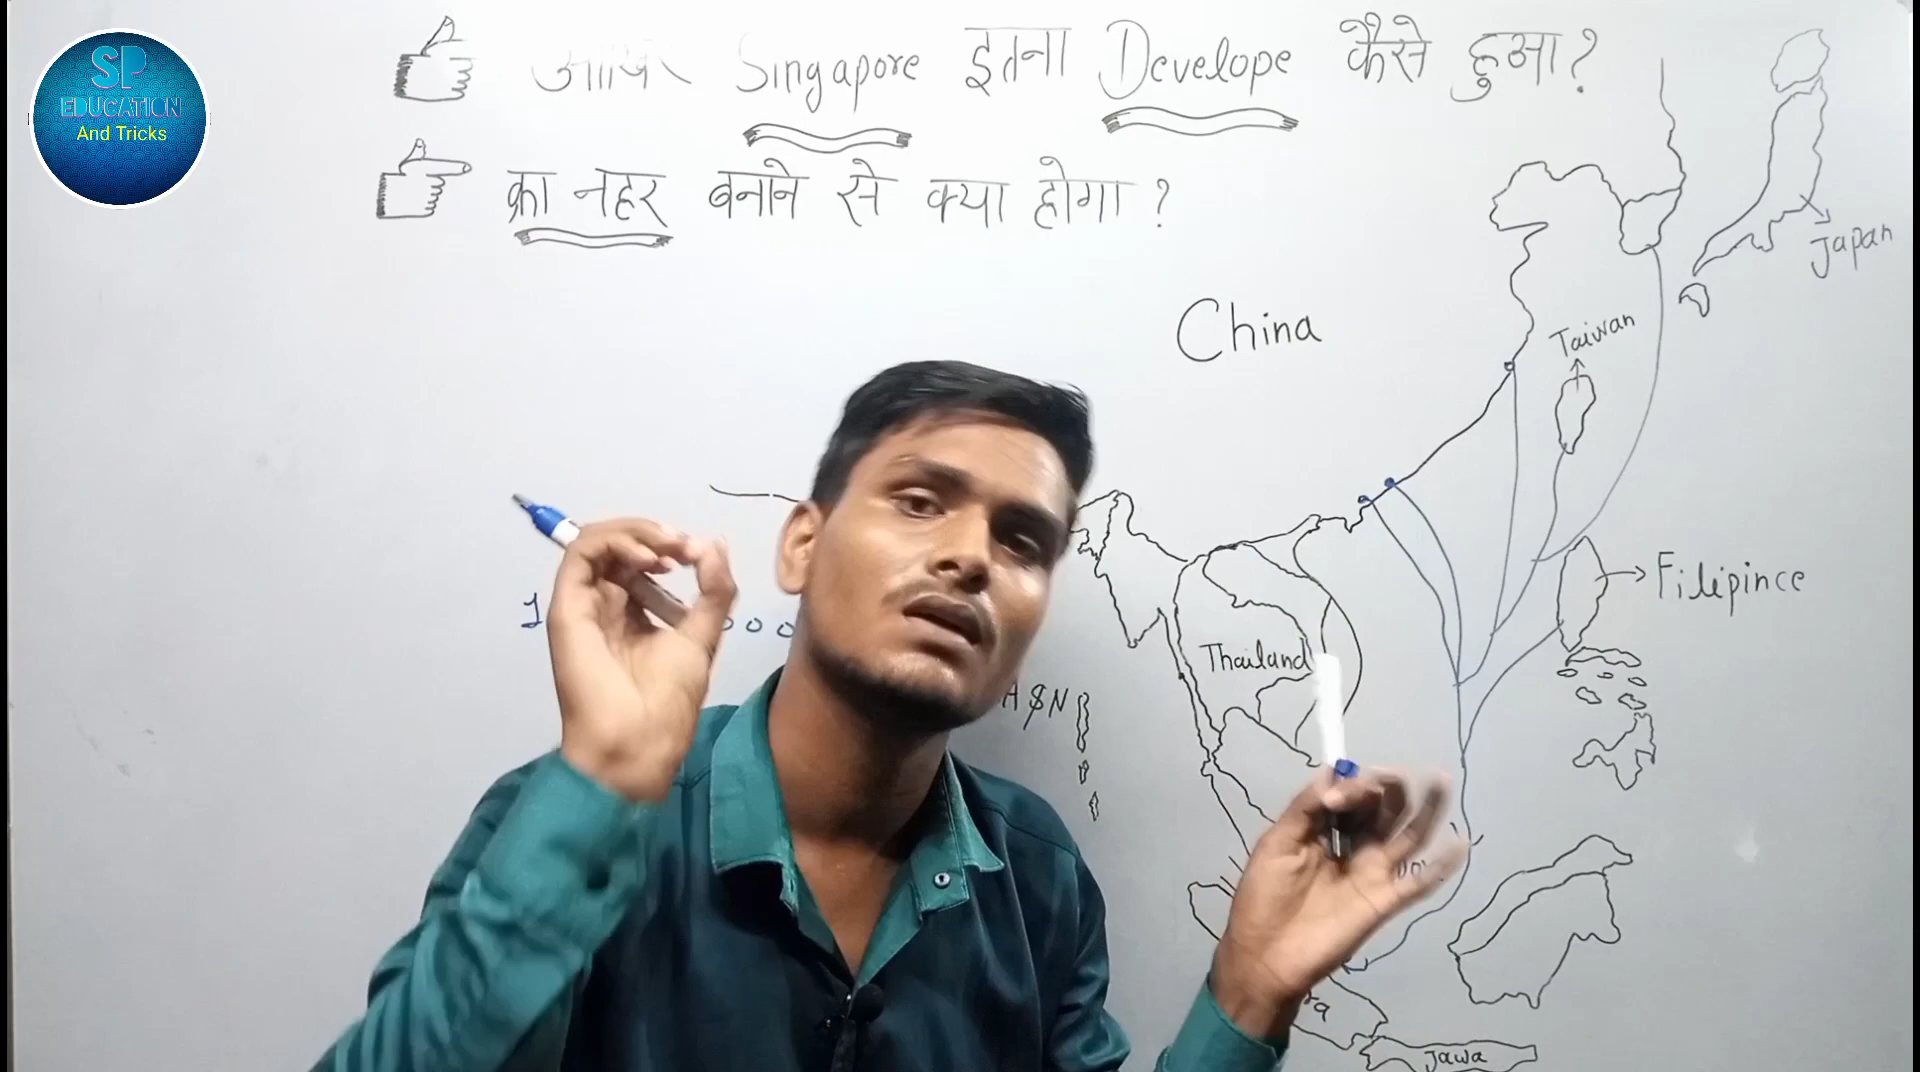 SP
EDUCATION
And Tricks
आखिर Singapore इतना Develope कैसे हुआ?
क्रा नहर बनाने से क्या होगा?
Japan
China
Taiwan
Filipince
Thailand
Jawa